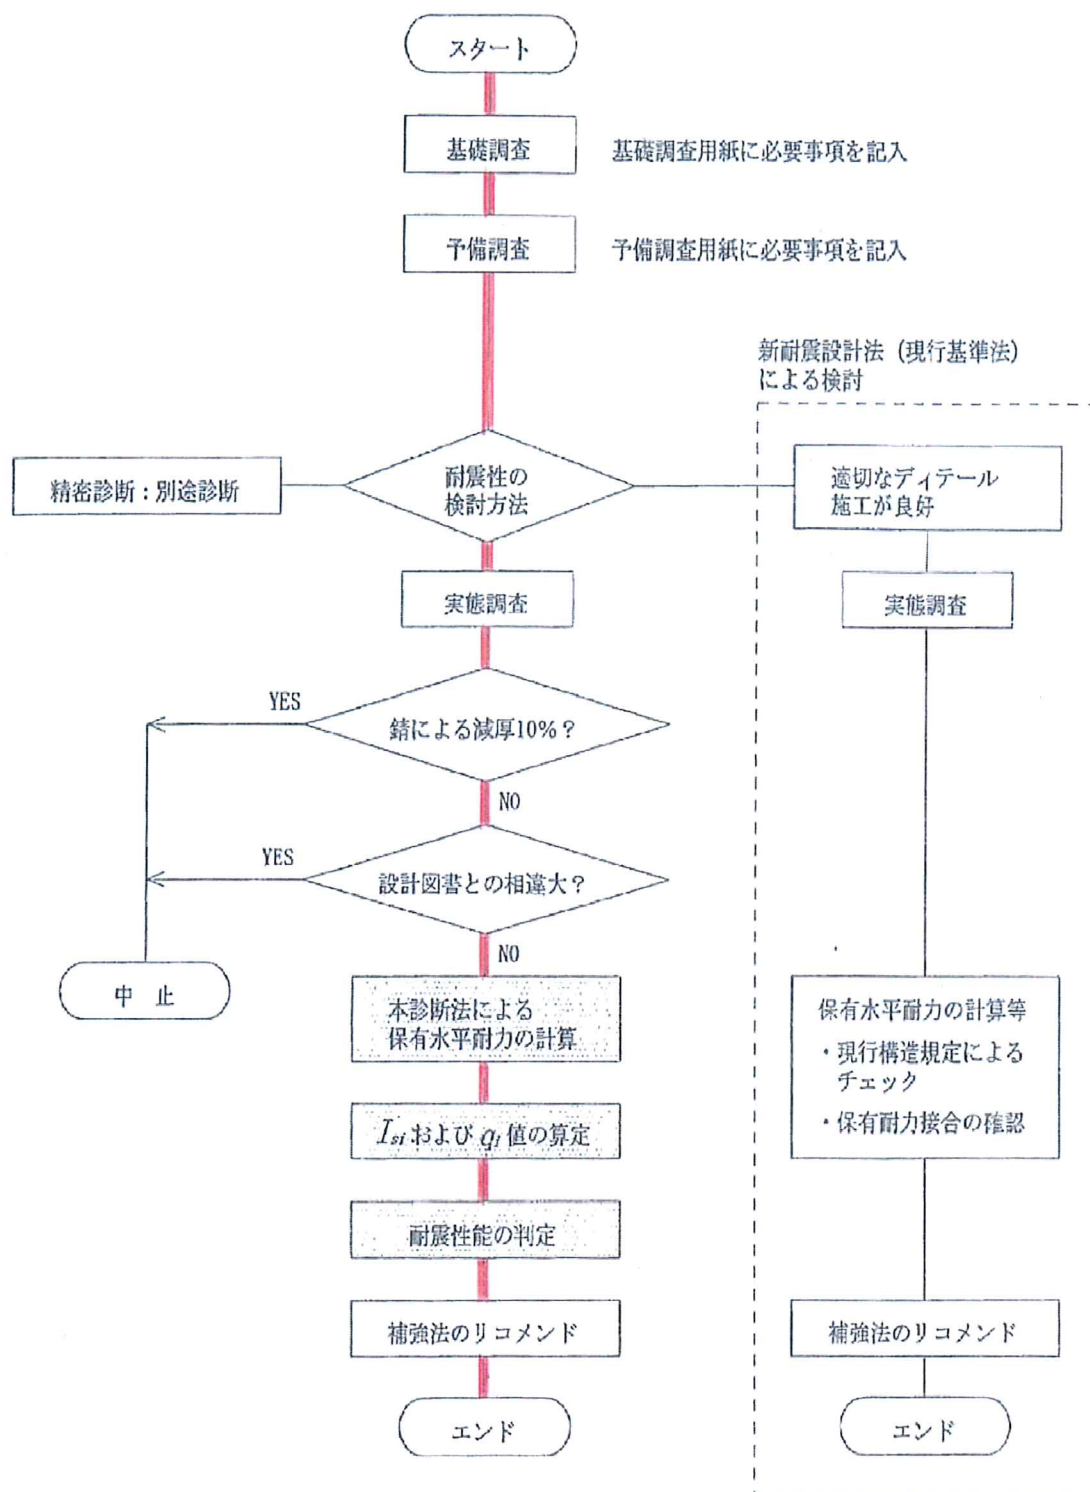 スタート
基礎調査
基礎調査用紙に必要事項を記入
予備調査
予備調査用紙に必要事項を記入
新耐震設計法（現行基準法）
による検討
精密診断：別途診断
耐震性の
検討方法
適切なディテール
施工が良好
実態調査
実態調査
YES
錆による減厚10%？
NO
YES
設計図書との相違大？
NO
中　止
本診断法による
保有水平耐力の計算
保有水平耐力の計算等
・現行構造規定による
チェック
・保有耐力接合の確認
Isi および qi 値の算定
耐震性能の判定
補強法のリコメンド
補強法のリコメンド
エンド
エンド